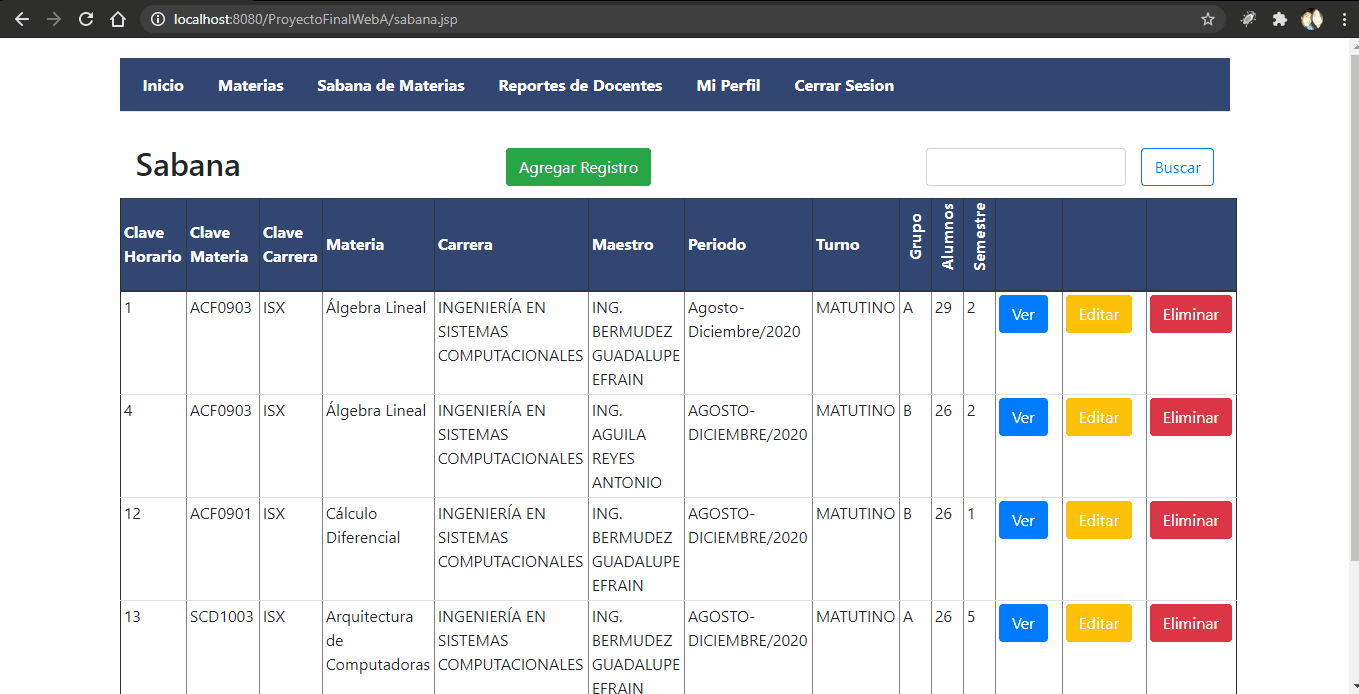 localhost:8080/ProyectoFinalWebA/sabana.jsp
Inicio Materias Sabana de Materias Reportes de Docentes Mi Perfil Cerrar Sesion
Sabana Agregar Registro Buscar
Clave Horario Clave Materia Clave Carrera Materia Carrera Maestro Periodo Turno Grupo Alumnos Semestre
1 ACF0903 ISX Álgebra Lineal INGENIERÍA EN ING. Agosto- MATUTINO A 29 2 Ver Editar Eliminar
SISTEMAS BERMUDEZ Diciembre/2020
COMPUTACIONALES GUADALUPE
EFRAIN
4 ACF0903 ISX Álgebra Lineal INGENIERÍA EN ING. AGOSTO- MATUTINO B 26 2 Ver Editar Eliminar
SISTEMAS AGUILA DICIEMBRE/2020
COMPUTACIONALES REYES
ANTONIO
12 ACF0901 ISX Cálculo INGENIERÍA EN ING. AGOSTO- MATUTINO B 26 1 Ver Editar Eliminar
Diferencial SISTEMAS BERMUDEZ DICIEMBRE/2020
COMPUTACIONALES GUADALUPE
EFRAIN
13 SCD1003 ISX Arquitectura INGENIERÍA EN ING. AGOSTO- MATUTINO A 26 5 Ver Editar Eliminar
de SISTEMAS BERMUDEZ DICIEMBRE/2020
Computadoras COMPUTACIONALES GUADALUPE
EFRAIN